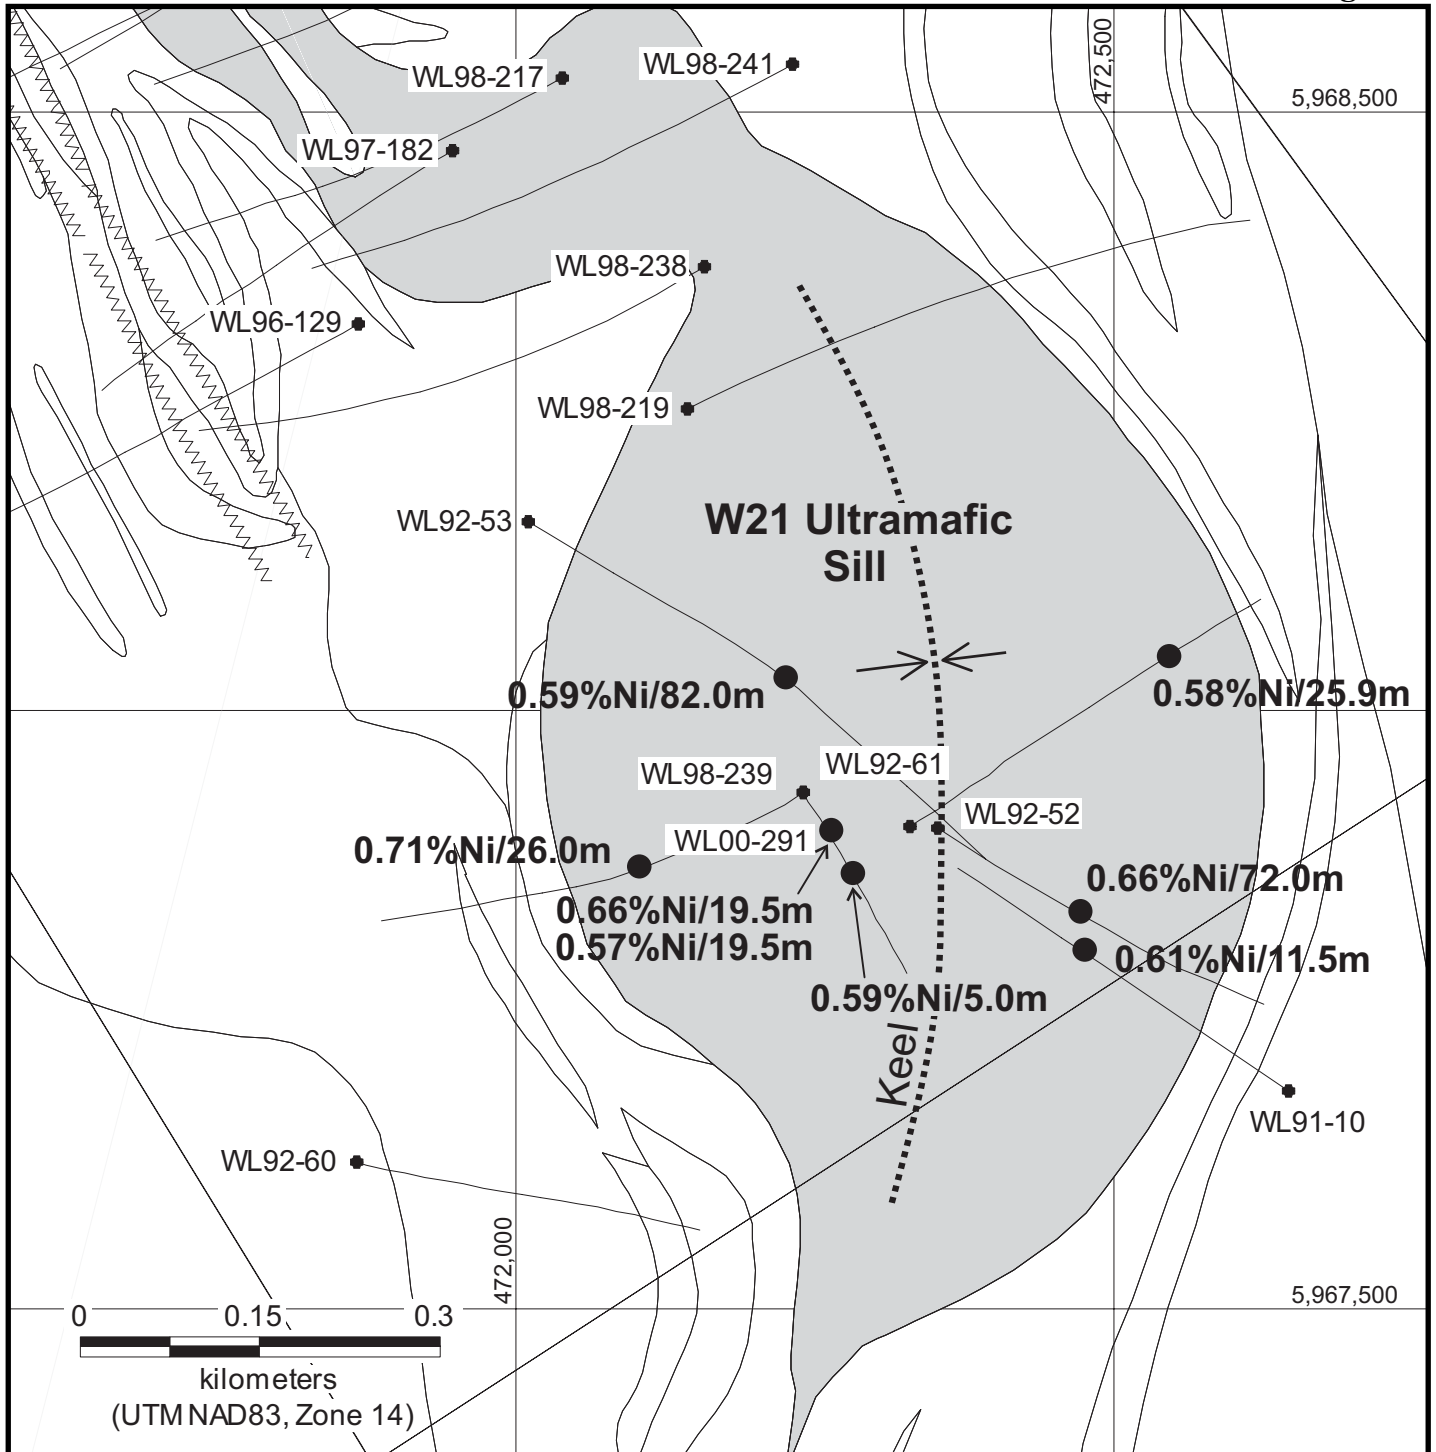 472,500
WL98-241
WL98-217
5,968,500
WL97-182
WL98-238
WL96-129
WL98-219
W21 Ultramafic
Sill
WL92-53
0.59%Ni/82.0m
0.58%Ni/25.9m
WL98-239
WL92-61
WL92-52
WL00-291
0.71%Ni/26.0m
0.66%Ni/72.0m
0.66%Ni/19.5m
0.57%Ni/19.5m
0.61%Ni/11.5m
0.59%Ni/5.0m
Keel
WL91-10
WL92-60
472,000
5,967,500
0 0.15 0.3
kilometers
(UTM NAD83, Zone 14)